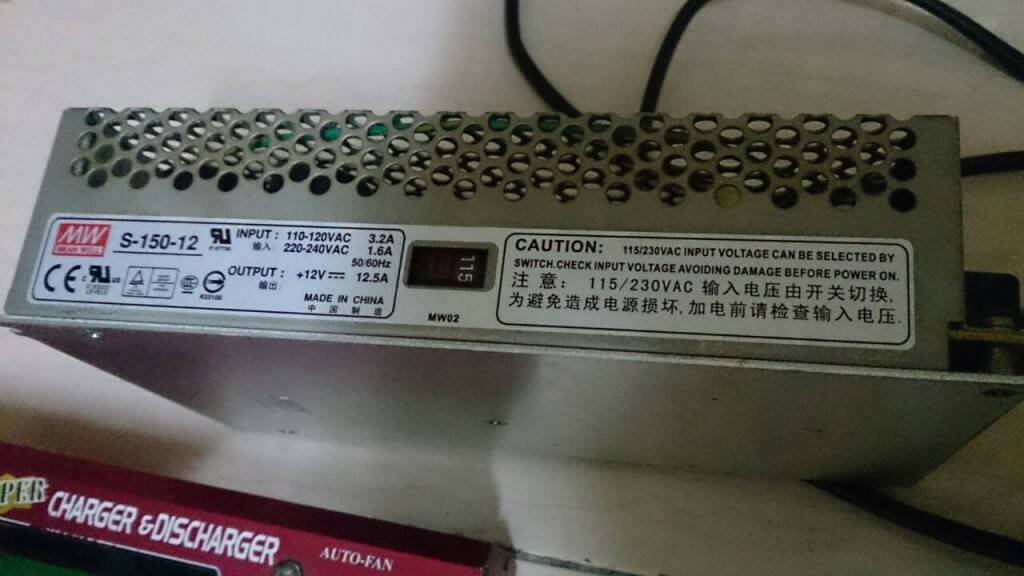 MW
MEAN WELL
S-150-12
INPUT: 110-120VAC 3.2A
输入: 220-240VAC 1.6A
50/60Hz
OUTPUT: +12V 12.5A
输出:
MADE IN CHINA
中国制造
115
MW02
CAUTION: 115/230VAC INPUT VOLTAGE CAN BE SELECTED BY
SWITCH.CHECK INPUT VOLTAGE AVOIDING DAMAGE BEFORE POWER ON.
注意: 115/230VAC 输入电压由开关切换,
为避免造成电源损坏,加电前请检查输入电压.
PER
CHARGER & DISCHARGER
AUTO-FAN